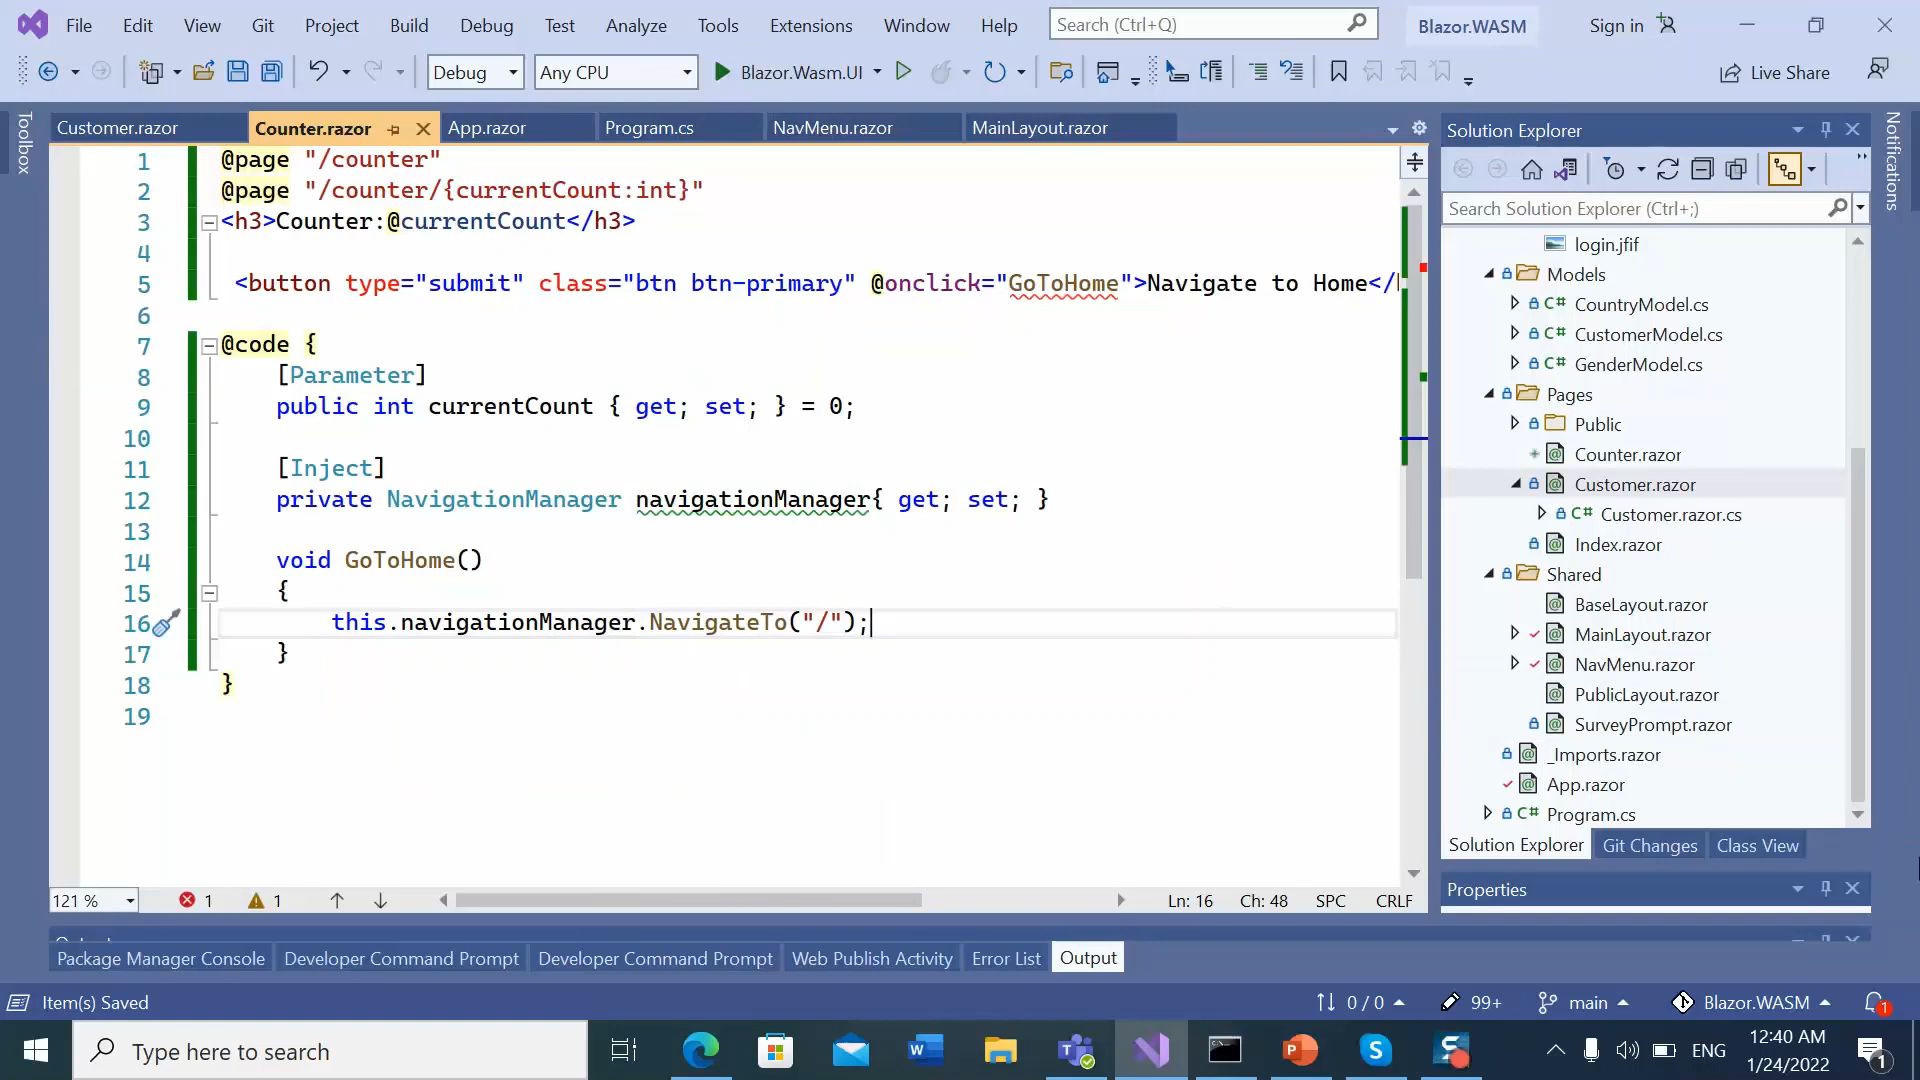 File Edit View Git Project Build Debug Test Analyze Tools Extensions Window Help Search (Ctrl+Q) Blazor.WASM Sign in
Debug Any CPU Blazor.Wasm.UI Live Share
Toolbox
Customer.razor Counter.razor App.razor Program.cs NavMenu.razor MainLayout.razor
1 @page "/counter"
2 @page "/counter/{currentCount:int}"
3 <h3>Counter:@currentCount</h3>
4
5 <button type="submit" class="btn btn-primary" @onclick="GoToHome">Navigate to Home</
6
7 @code {
8 [Parameter]
9 public int currentCount { get; set; } = 0;
10
11 [Inject]
12 private NavigationManager navigationManager{ get; set; }
13
14 void GoToHome()
15 {
16 this.navigationManager.NavigateTo("/");
17 }
18 }
19
121 % 1 1 Ln: 16 Ch: 48 SPC CRLF
Solution Explorer
Search Solution Explorer (Ctrl+;)
login.jfif
Models
C# CountryModel.cs
C# CustomerModel.cs
C# GenderModel.cs
Pages
Public
Counter.razor
Customer.razor
C# Customer.razor.cs
Index.razor
Shared
BaseLayout.razor
MainLayout.razor
NavMenu.razor
PublicLayout.razor
SurveyPrompt.razor
_Imports.razor
App.razor
C# Program.cs
Solution Explorer Git Changes Class View
Properties
Notifications
Package Manager Console Developer Command Prompt Developer Command Prompt Web Publish Activity Error List Output
Item(s) Saved 0 / 0 99+ main Blazor.WASM 1
Type here to search ENG 12:40 AM
1/24/2022 1